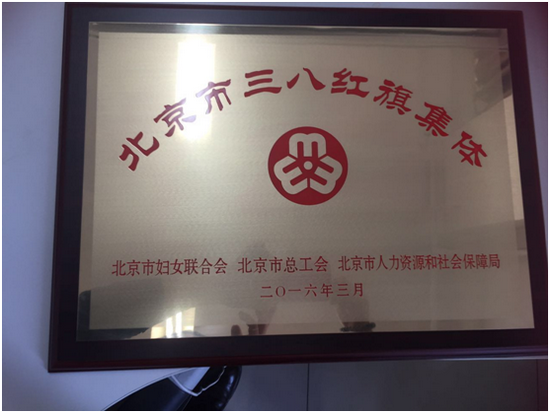 北京市三八红旗集体
北京市妇女联合会 北京市总工会 北京市人力资源和社会保障局
二〇一六年三月